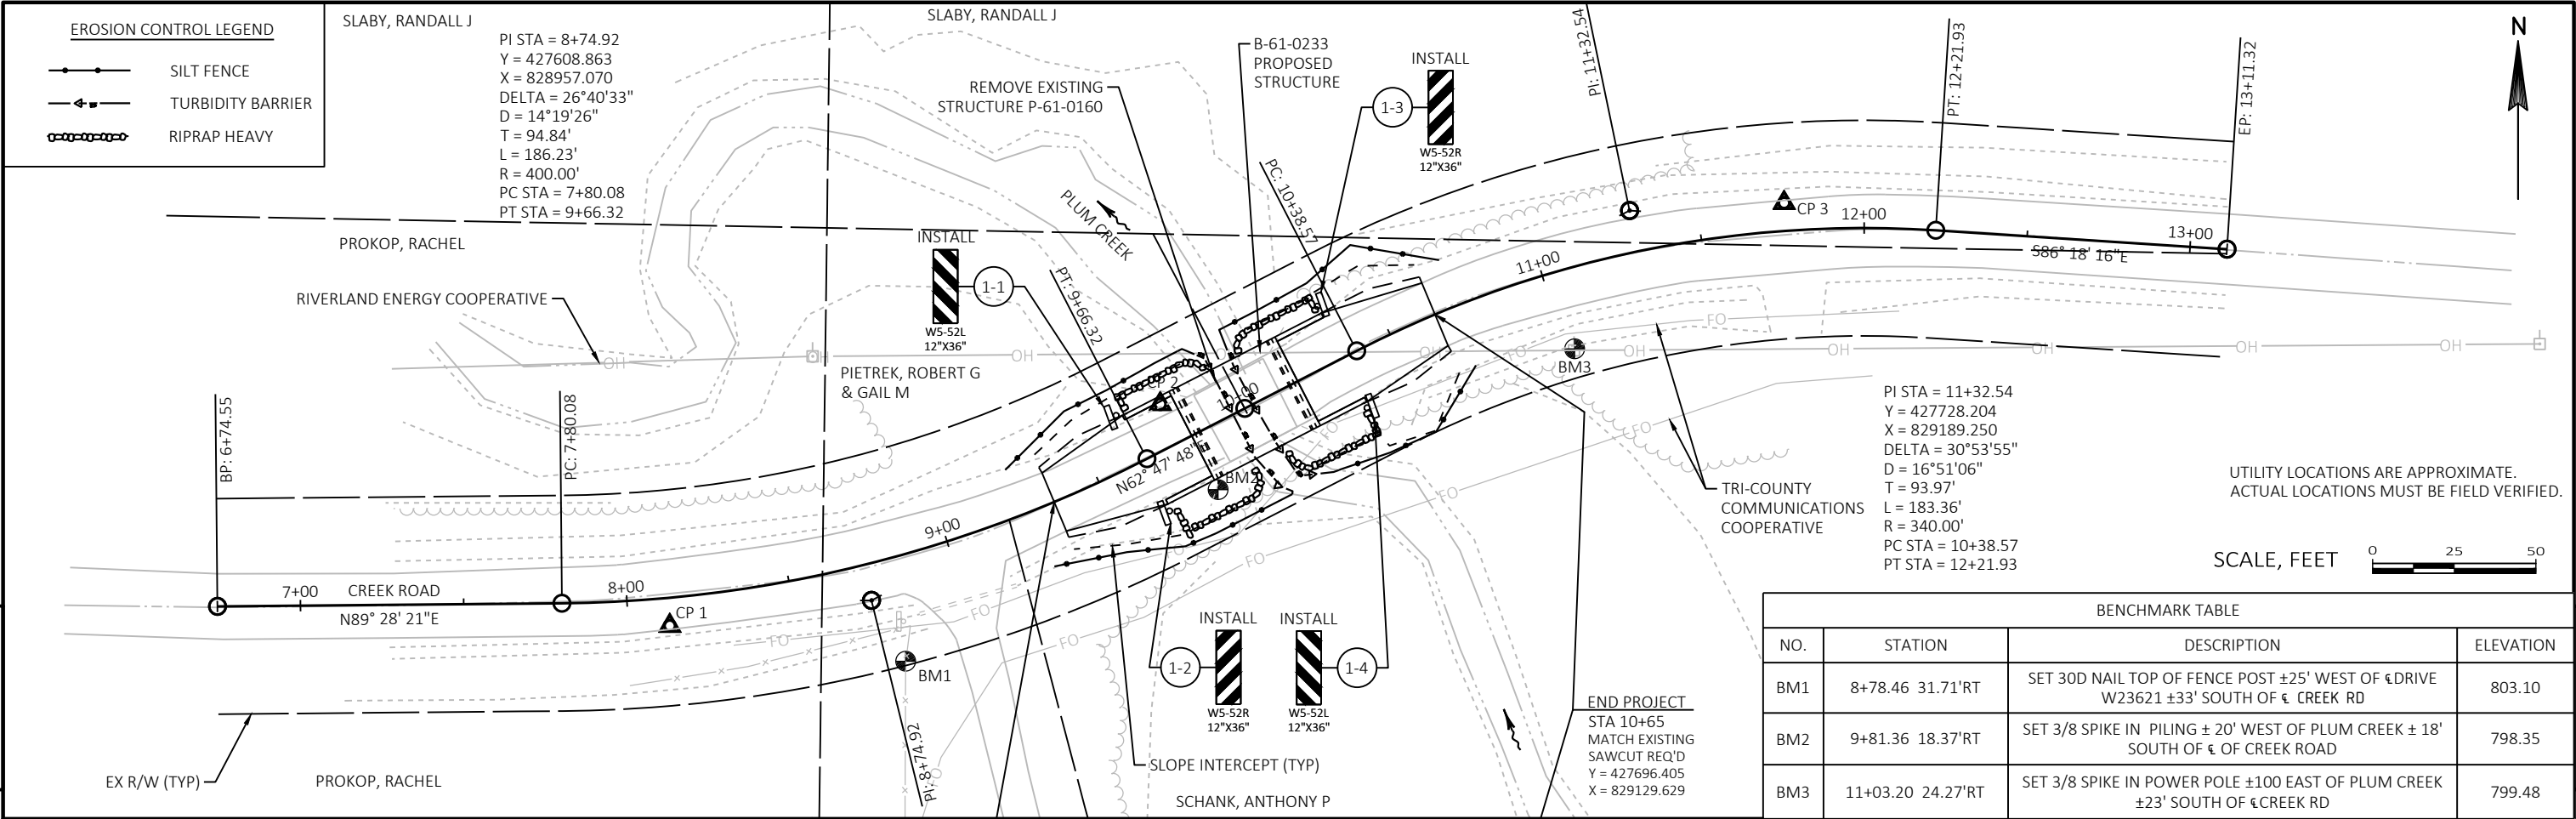 EROSION CONTROL LEGEND
SILT FENCE
TURBIDITY BARRIER
RIPRAP HEAVY
SLABY, RANDALL J
PI STA = 8+74.92
Y = 427608.863
X = 828957.070
DELTA = 26°40'33"
D = 14°19'26"
T = 94.84'
L = 186.23'
R = 400.00'
PC STA = 7+80.08
PT STA = 9+66.32
SLABY, RANDALL J
REMOVE EXISTING
STRUCTURE P-61-0160
B-61-0233
PROPOSED
STRUCTURE
INSTALL
1-3
W5-52R
12"X36"
PI: 11+32.54
PT: 12+21.93
EP: 13+11.32
N
PROKOP, RACHEL
RIVERLAND ENERGY COOPERATIVE
INSTALL
1-1
W5-52L
12"X36"
PLUM CREEK
PT: 9+66.32
PC: 10+38.57
CP 3
12+00
13+00
S86° 18' 16"E
11+00
OH
OH
OH
OH
OH
OH
OH
OH
FO
FO
FO
FO
FO
FO
FO
FO
FO
FO
PIETREK, ROBERT G
& GAIL M
CP 2
10+00
N62° 47' 48"E
BM2
BM3
BP: 6+74.55
PC: 7+80.08
7+00
CREEK ROAD
8+00
9+00
N89° 28' 21"E
CP 1
BM1
PI: 8+74.92
EX R/W (TYP)
PROKOP, RACHEL
INSTALL
INSTALL
1-2
1-4
W5-52R
12"X36"
W5-52L
12"X36"
SLOPE INTERCEPT (TYP)
SCHANK, ANTHONY P
END PROJECT
STA 10+65
MATCH EXISTING
SAWCUT REQ'D
Y = 427696.405
X = 829129.629
TRI-COUNTY
COMMUNICATIONS
COOPERATIVE
PI STA = 11+32.54
Y = 427728.204
X = 829189.250
DELTA = 30°53'55"
D = 16°51'06"
T = 93.97'
L = 183.36'
R = 340.00'
PC STA = 10+38.57
PT STA = 12+21.93
UTILITY LOCATIONS ARE APPROXIMATE.
ACTUAL LOCATIONS MUST BE FIELD VERIFIED.
SCALE, FEET
0 25 50
BENCHMARK TABLE
NO. STATION DESCRIPTION ELEVATION
BM1 8+78.46 31.71'RT SET 30D NAIL TOP OF FENCE POST ±25' WEST OF ℄DRIVE W23621 ±33' SOUTH OF ℄ CREEK RD 803.10
BM2 9+81.36 18.37'RT SET 3/8 SPIKE IN PILING ± 20' WEST OF PLUM CREEK ± 18' SOUTH OF ℄ OF CREEK ROAD 798.35
BM3 11+03.20 24.27'RT SET 3/8 SPIKE IN POWER POLE ±100 EAST OF PLUM CREEK ±23' SOUTH OF ℄CREEK RD 799.48